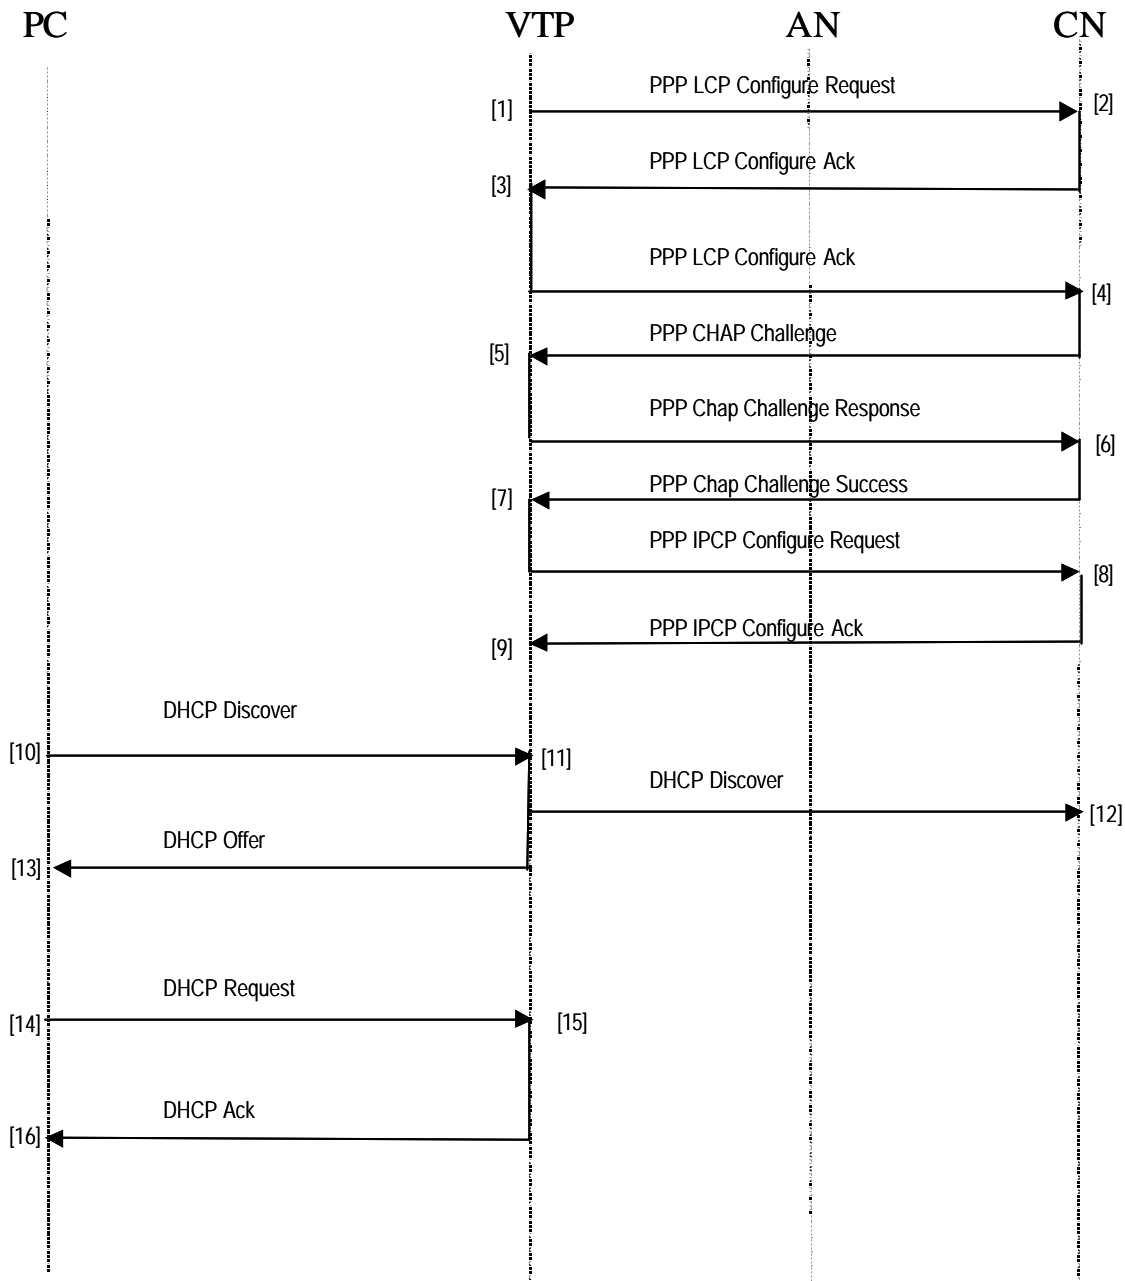 PC VTP AN CN
PPP LCP Configure Request
[1] [2]
PPP LCP Configure Ack
[3]
PPP LCP Configure Ack
[4]
PPP CHAP Challenge
[5]
PPP Chap Challenge Response
[6]
PPP Chap Challenge Success
[7]
PPP IPCP Configure Request
[8]
PPP IPCP Configure Ack
[9]
DHCP Discover
[10] [11]
DHCP Discover
[12]
DHCP Offer
[13]
DHCP Request
[14] [15]
DHCP Ack
[16]